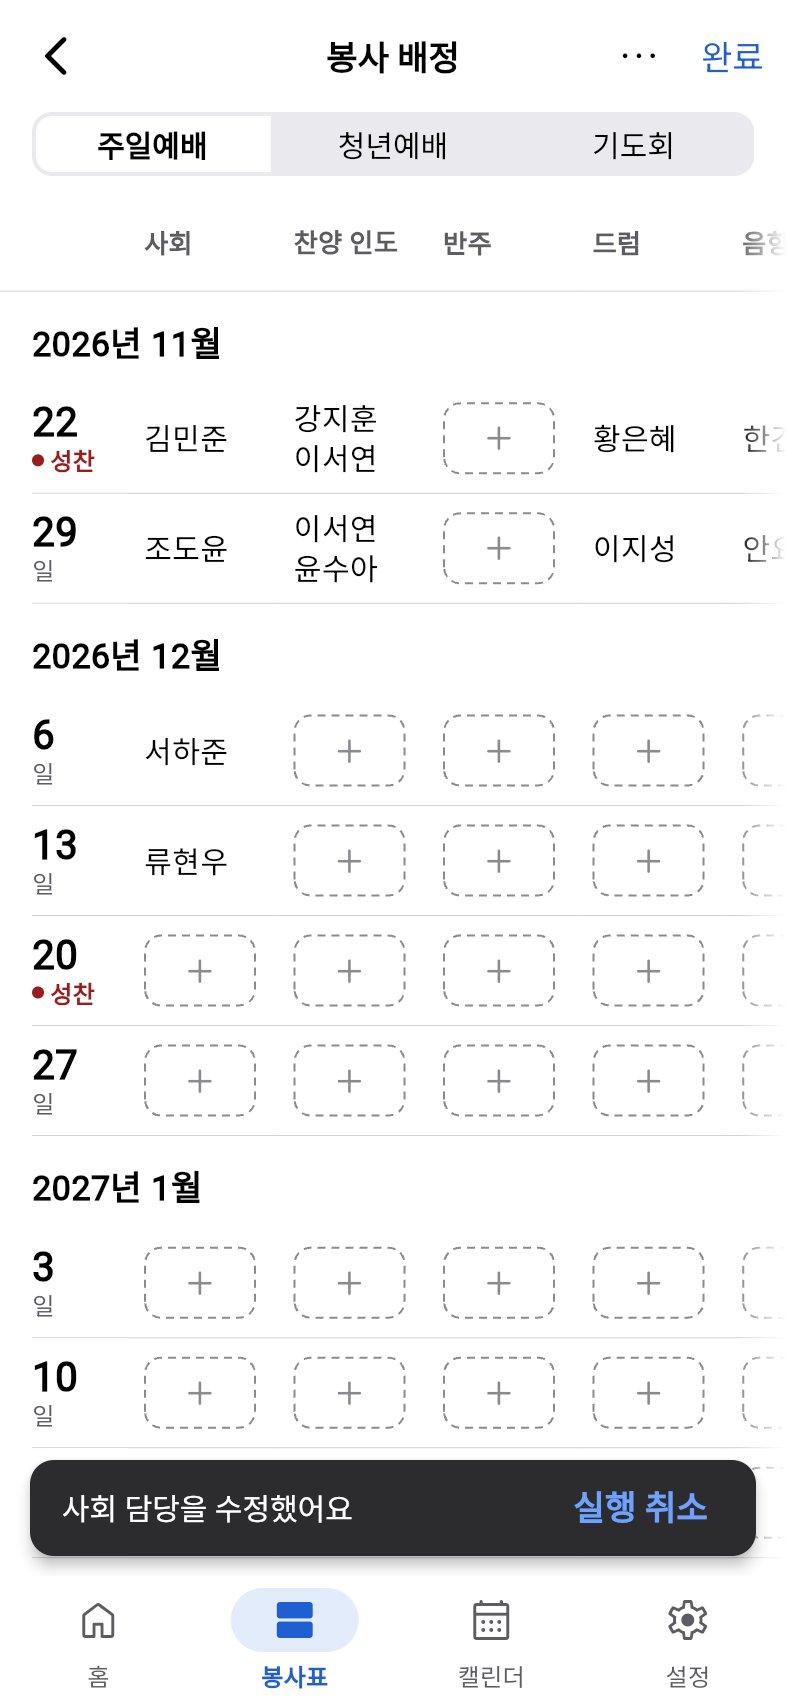 봉사 배정
완료
주일예배 청년예배 기도회
사회 찬양 인도 반주 드럼
2026년 11월
22
성찬
김민준
강지훈
이서연
황은혜
29
일
조도윤
이서연
윤수아
이지성
2026년 12월
6
일
서하준
13
일
류현우
20
성찬
27
일
2027년 1월
3
일
10
일
사회 담당을 수정했어요
실행 취소
홈 봉사표 캘린더 설정